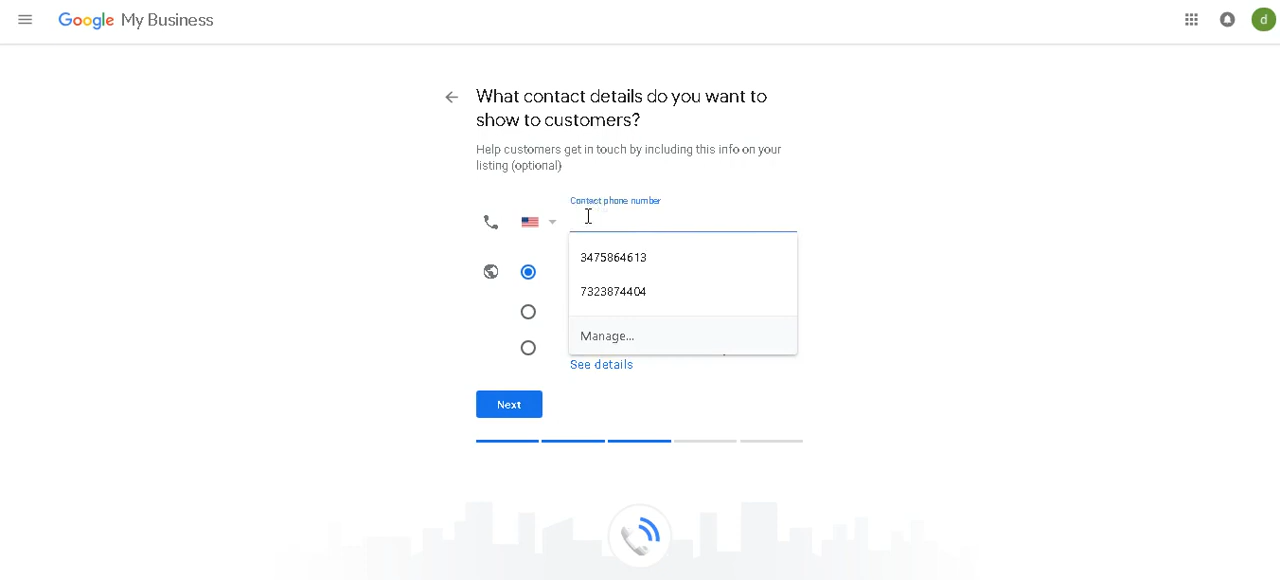 Google My Business
d
What contact details do you want to
show to customers?
Help customers get in touch by including this info on your
listing (optional)
Contact phone number
3475864613
7323874404
Manage...
See details
Next